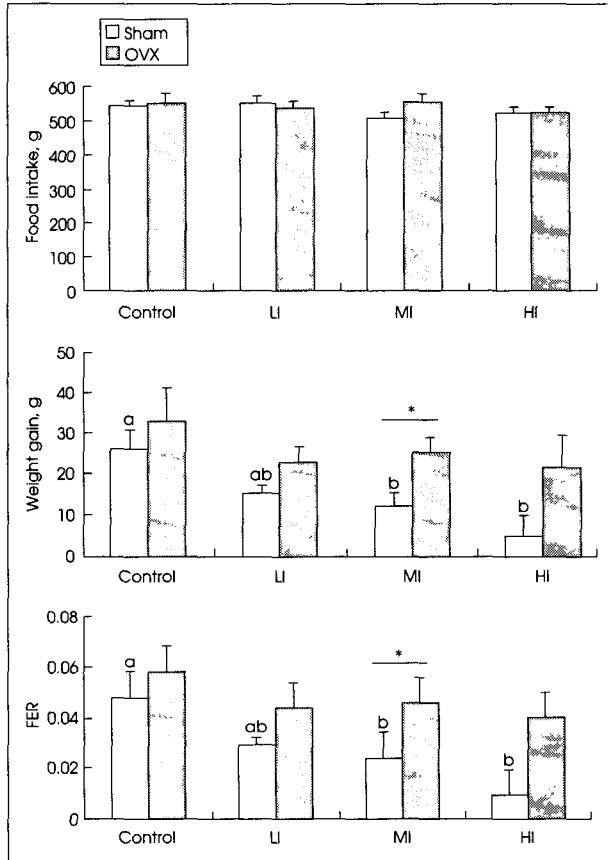 Sham
OVX
Food intake, g
600
500
400
300
200
100
0
Control LI MI HI
Weight gain, g
50
40
30
20
10
0
a ab b * b
Control LI MI HI
FER
0.08
0.06
0.04
0.02
0
a ab b * b
Control LI MI HI